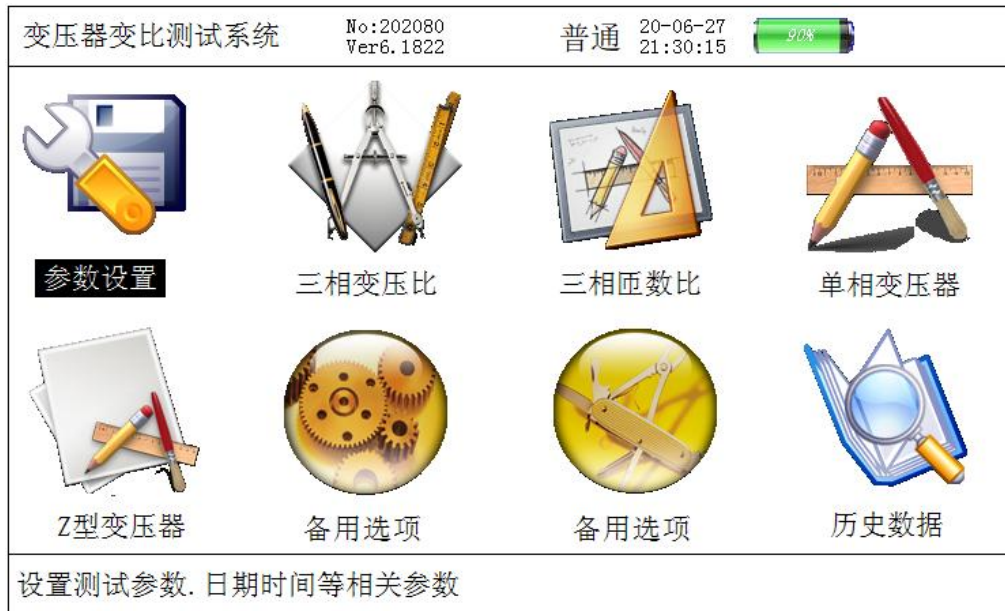 变压器变比测试系统
No:202080
Ver6.1822
普通
20-06-27
21:30:15
90%
参数设置
三相变压比
三相匝数比
单相变压器
Z型变压器
备用选项
备用选项
历史数据
设置测试参数.日期时间等相关参数